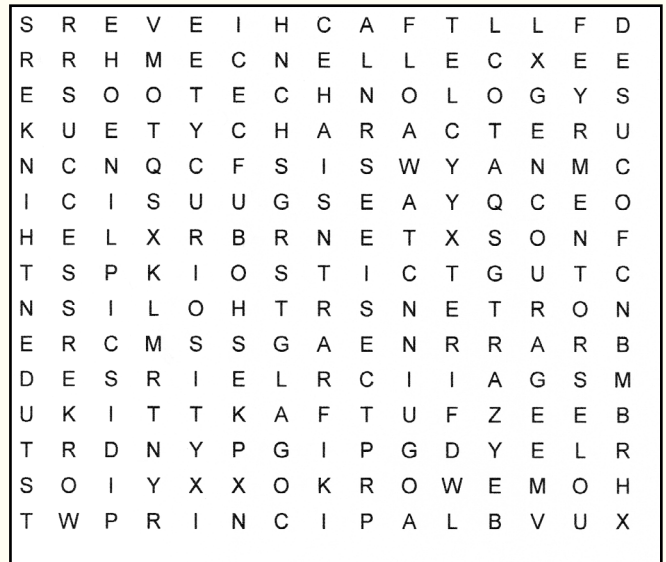 S R E V E I H C A F T L L F D
R R H M E C N E L L E C X E E
E S O O T E C H N O L O G Y S
K U E T Y C H A R A C T E R U
N C N Q C F S I S W Y A N M C
I C I S U U G S E A Y Q C E O
H E L X R B R N E T X S O N F
T S P K I O S T I C T G U T C
N S I L O H T R S N E T R O N
E R C M S S G A E N R R A R B
D E S R I E L R C I I A G S M
U K I T T K A F T U F Z E E B
T R D N Y P G I P G D Y E L R
S O I Y X X O K R O W E M O H
T W P R I N C I P A L B V U X